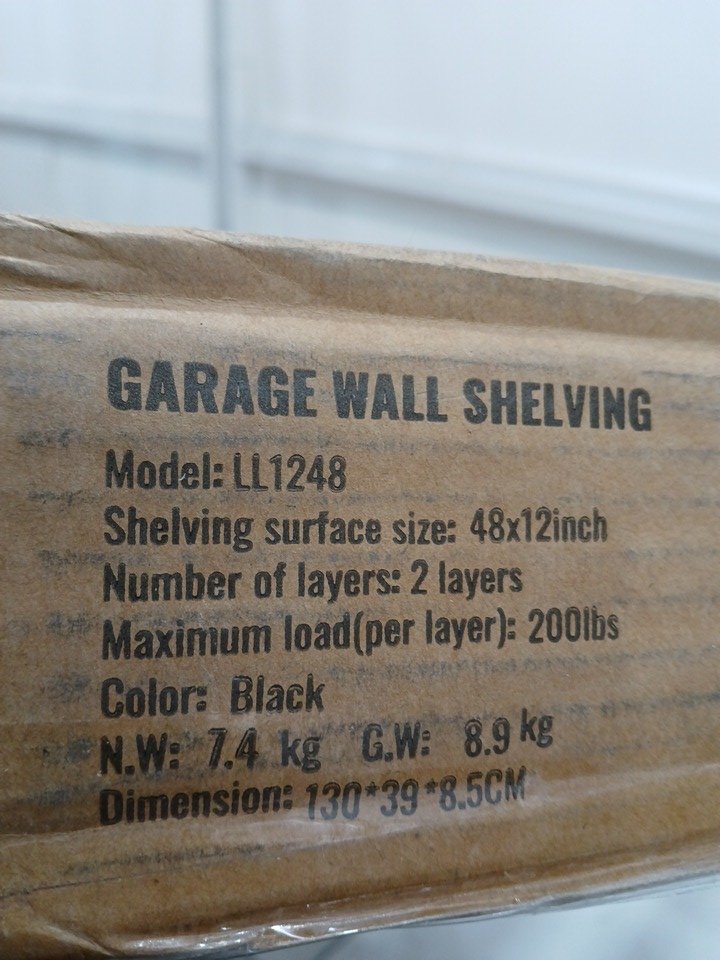 GARAGE WALL SHELVING
Model: LL1248
Shelving surface size: 48x12inch
Number of layers: 2 layers
Maximum load(per layer): 200lbs
Color: Black
N.W: 7.4 kg G.W: 8.9 kg
Dimension: 130*39*8.5CM